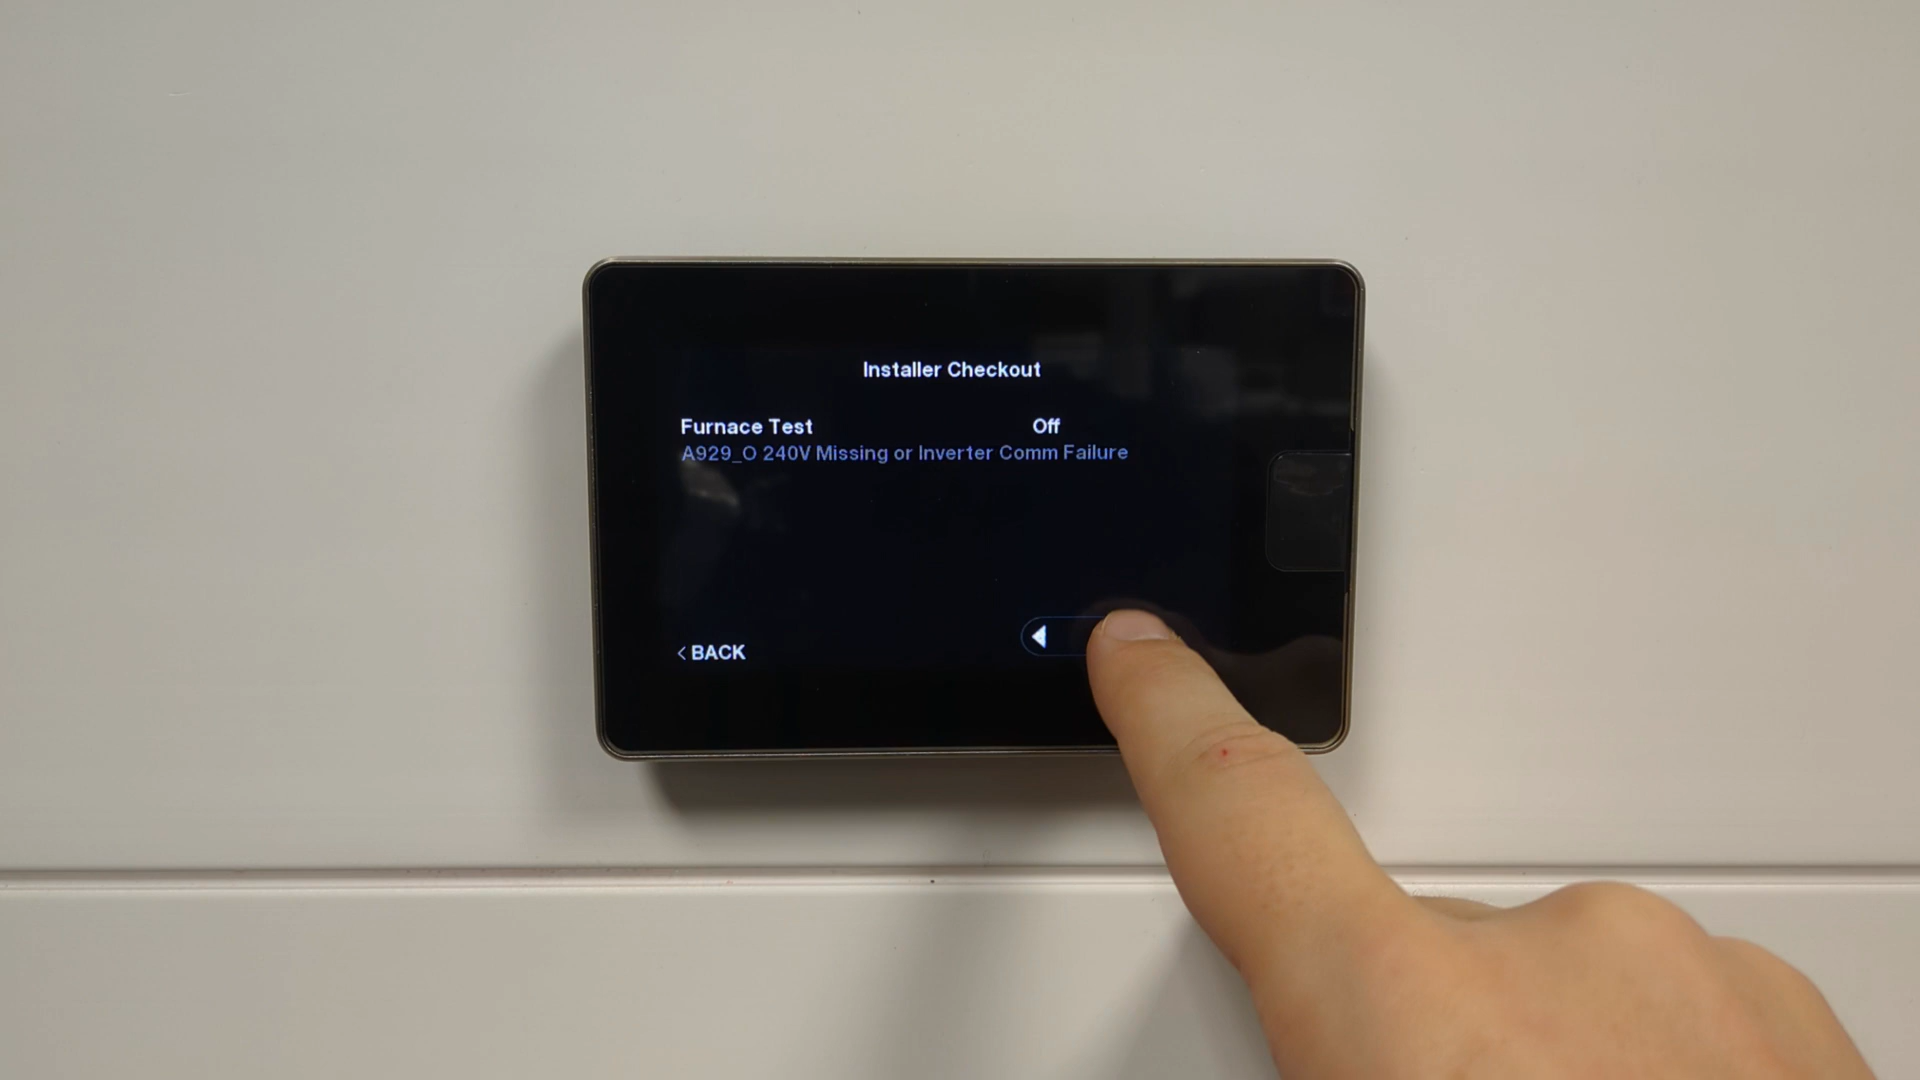 Installer Checkout
Furnace Test Off
A929_O 240V Missing or Inverter Comm Failure
< BACK